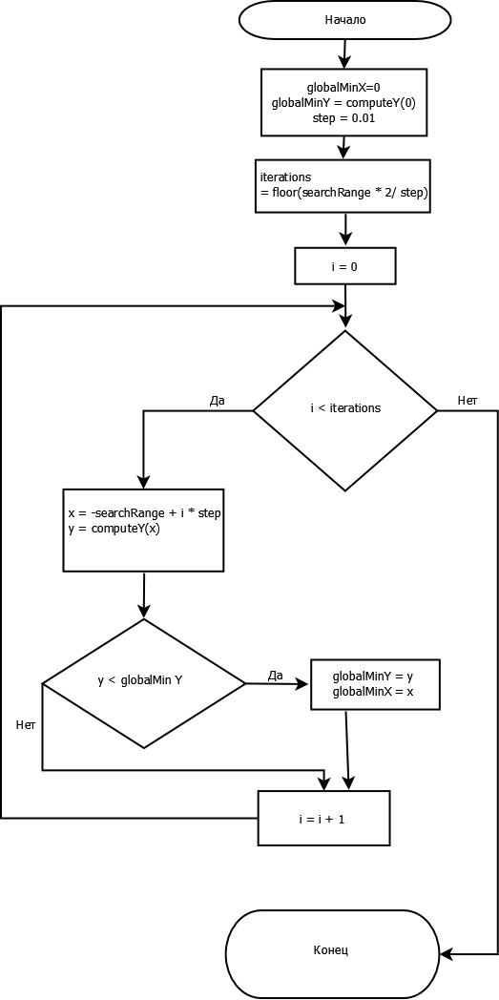 Начало
globalMinX=0
globalMinY = computeY(0)
step = 0.01
iterations
= floor(searchRange * 2/ step)
i = 0
i < iterations
Да
Нет
x = -searchRange + i * step
y = computeY(x)
y < globalMin Y
Да
Нет
globalMinY = y
globalMinX = x
i = i + 1
Конец